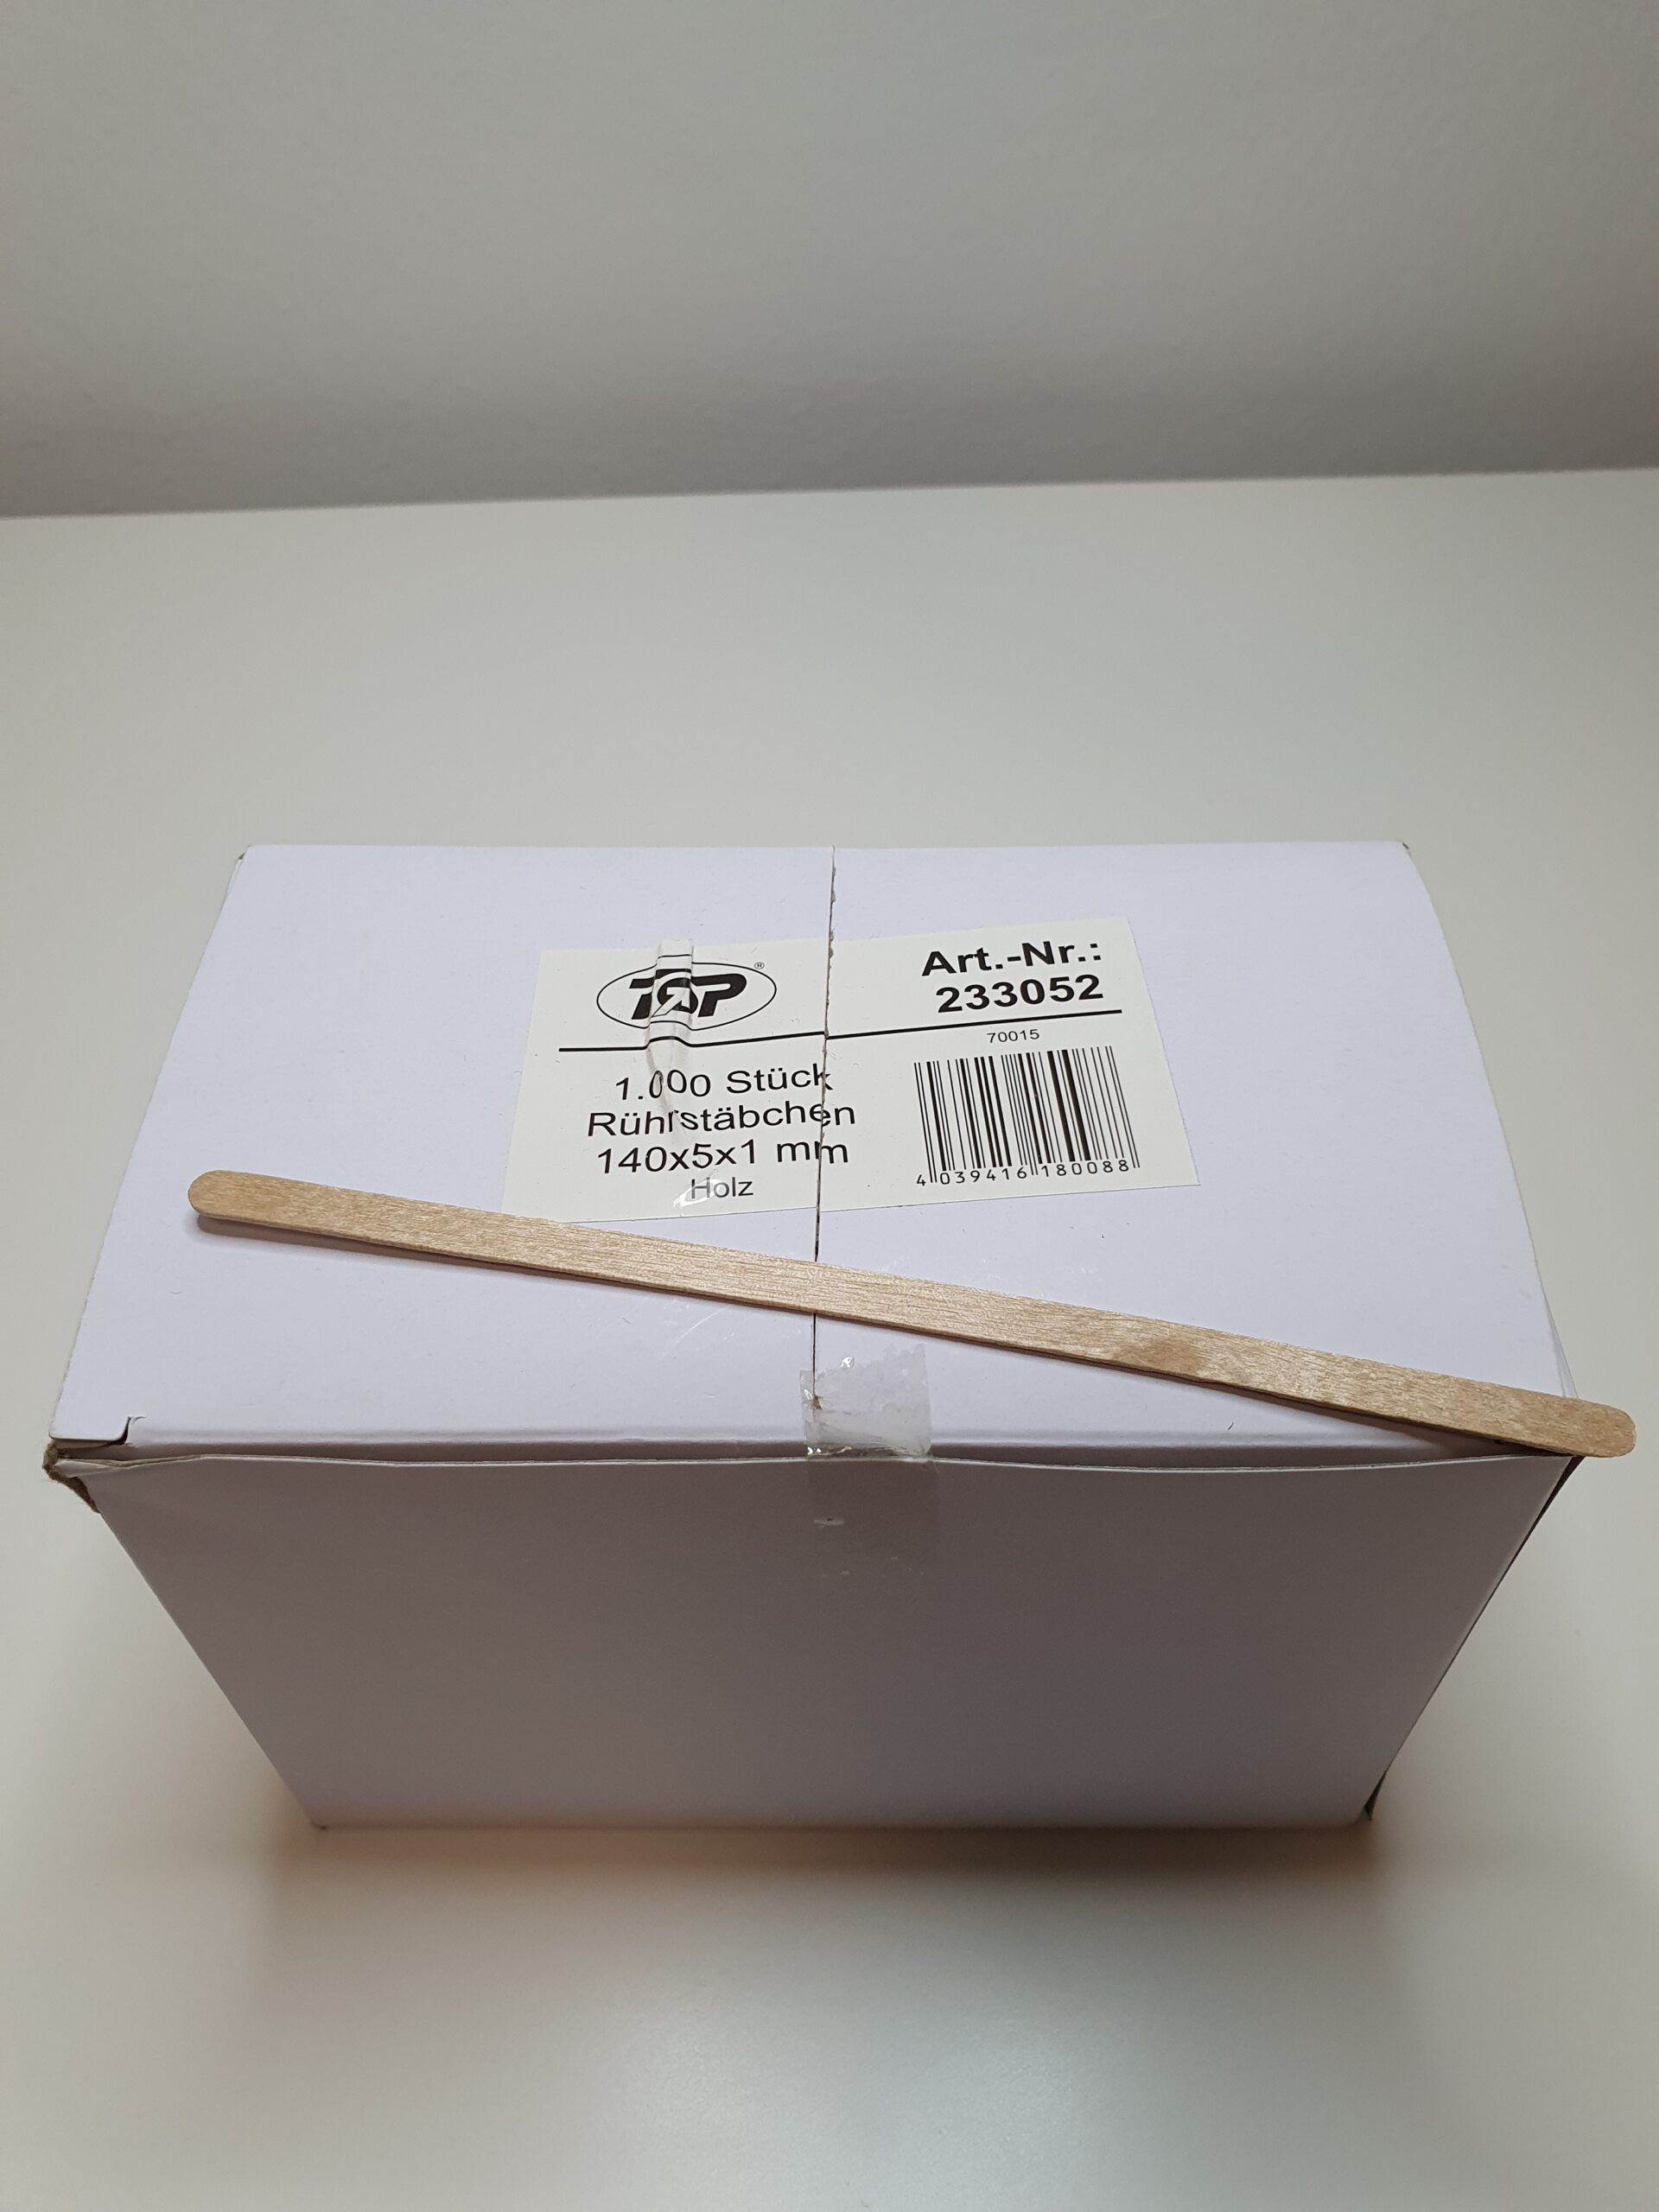 TOP®
Art.-Nr.:
233052
70015
1.000 Stück
Rührstäbchen
140x5x1 mm
Holz
4 039416 180088